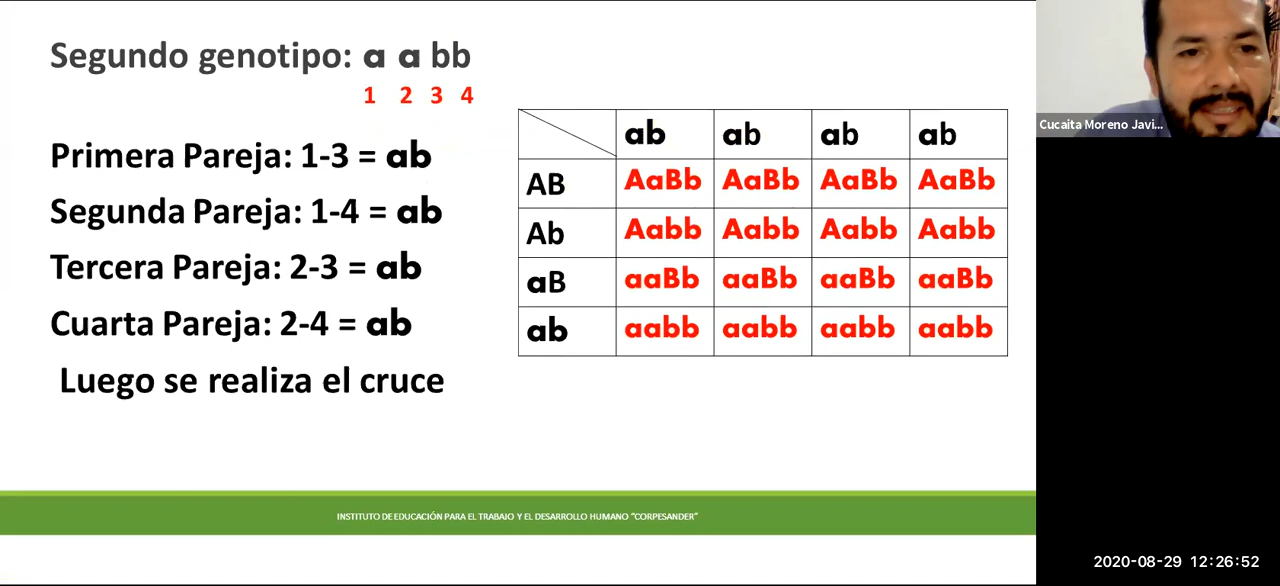 Segundo genotipo: a a bb
1 2 3 4
Primera Pareja: 1-3 = ab
Segunda Pareja: 1-4 = ab
Tercera Pareja: 2-3 = ab
Cuarta Pareja: 2-4 = ab
Luego se realiza el cruce
ab ab ab ab
AB AaBb AaBb AaBb AaBb
Ab Aabb Aabb Aabb Aabb
aB aaBb aaBb aaBb aaBb
ab aabb aabb aabb aabb
INSTITUTO DE EDUCACIÓN PARA EL TRABAJO Y EL DESARROLLO HUMANO "CORPESANDER"
Cucaita Moreno Javi...
2020-08-29 12:26:52